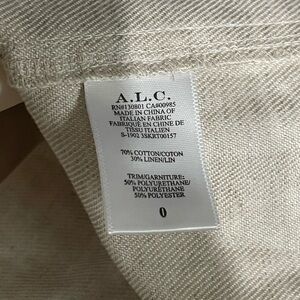 A.L.C.
RN#130801 CA#00985
MADE IN CHINA OF
ITALIAN FABRIC
FABRIQUÉ EN CHINE DE
TISSU ITALIEN
S-1902 3SKRT00157
70% COTTON/COTON
30% LINEN/LIN
TRIM/GARNITURE:
50% POLYURETHANE/
POLYURETHANE
50% POLYESTER
0